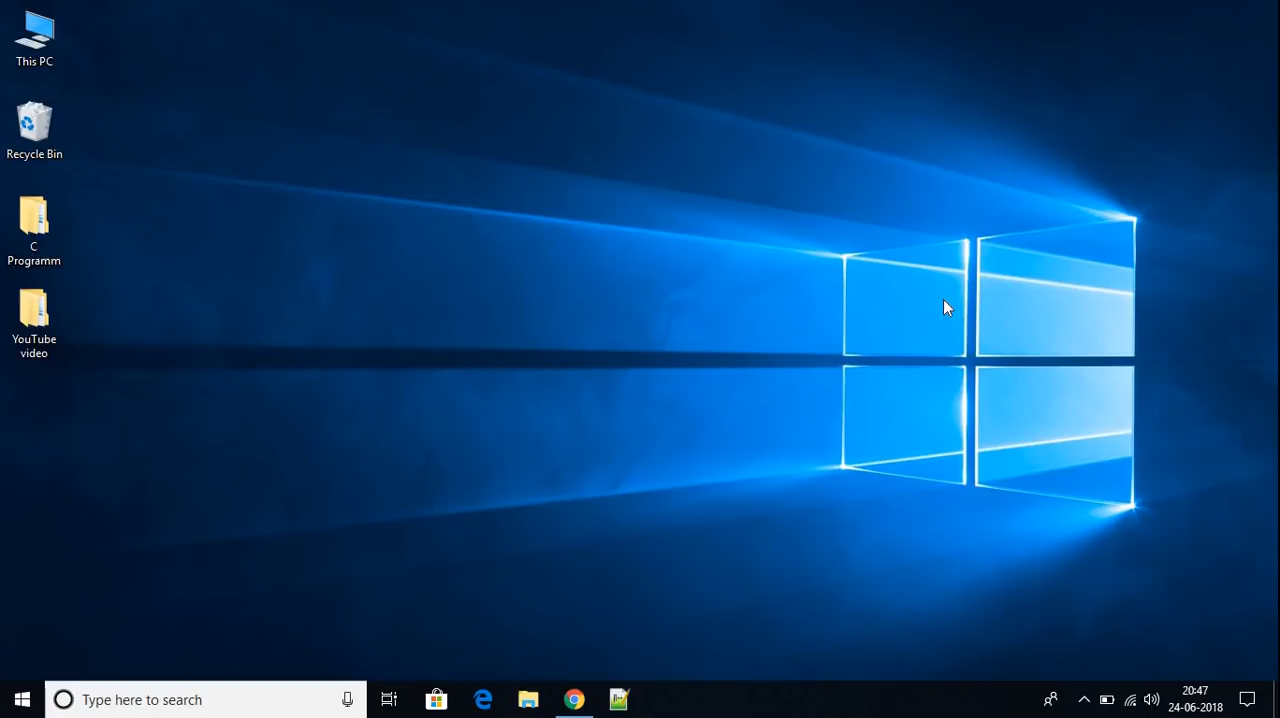 This PC
Recycle Bin
C
Programm
YouTube
video
Type here to search
20:47
24-06-2018